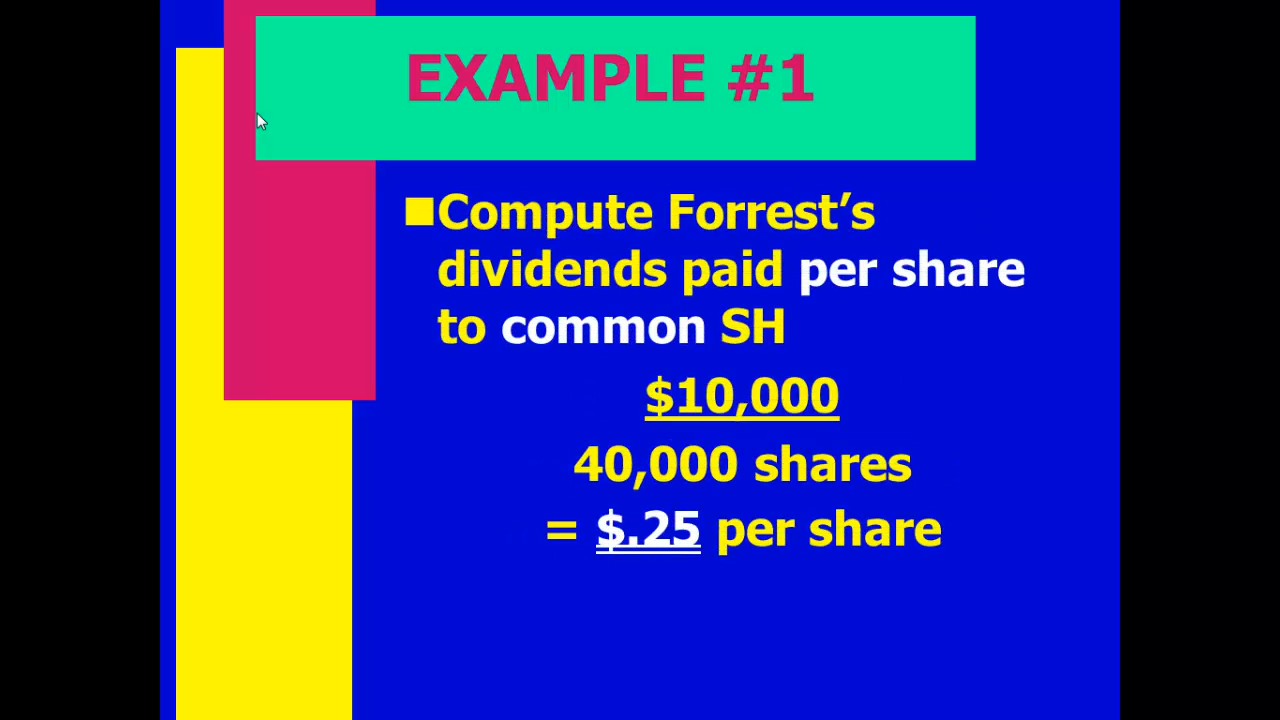 EXAMPLE #1
Compute Forrest’s
dividends paid per share
to common SH
$10,000
40,000 shares
= $.25 per share